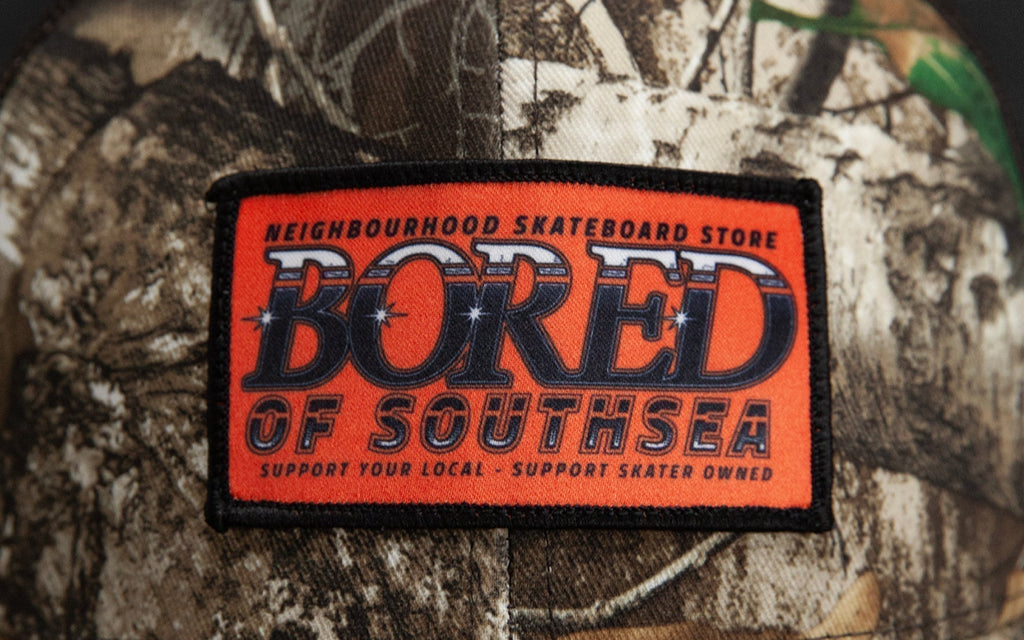 NEIGHBOURHOOD SKATEBOARD STORE
BORED
OF SOUTHSEA
SUPPORT YOUR LOCAL - SUPPORT SKATER OWNED